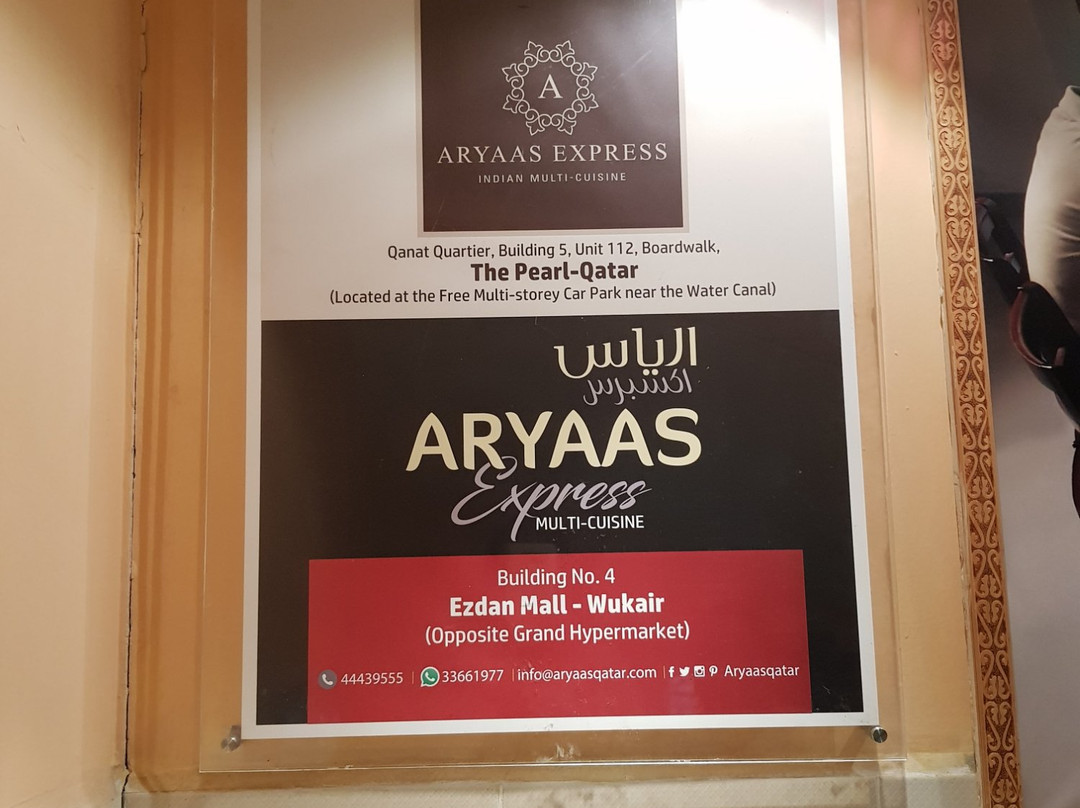 A
ARYAAS EXPRESS
INDIAN MULTI-CUISINE
Qanat Quartier, Building 5, Unit 112, Boardwalk,
The Pearl-Qatar
(Located at the Free Multi-storey Car Park near the Water Canal)
الرياس
اكسبرس
ARYAAS
Express
MULTI-CUISINE
Building No. 4
Ezdan Mall - Wukair
(Opposite Grand Hypermarket)
44439555 | 33661977 | info@aryaasqatar.com | Aryaasqatar